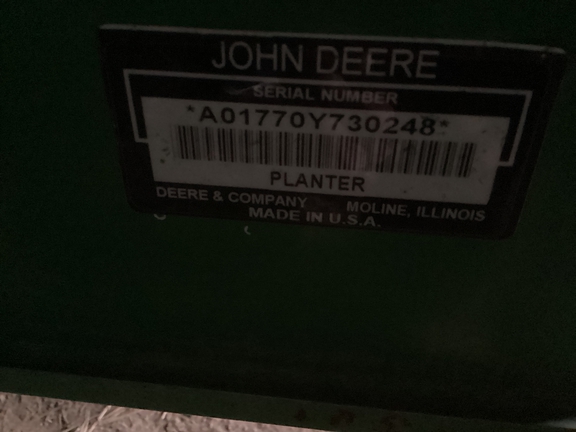 JOHN DEERE
SERIAL NUMBER
*A01770Y730248*
PLANTER
DEERE & COMPANY MOLINE, ILLINOIS
MADE IN U.S.A.